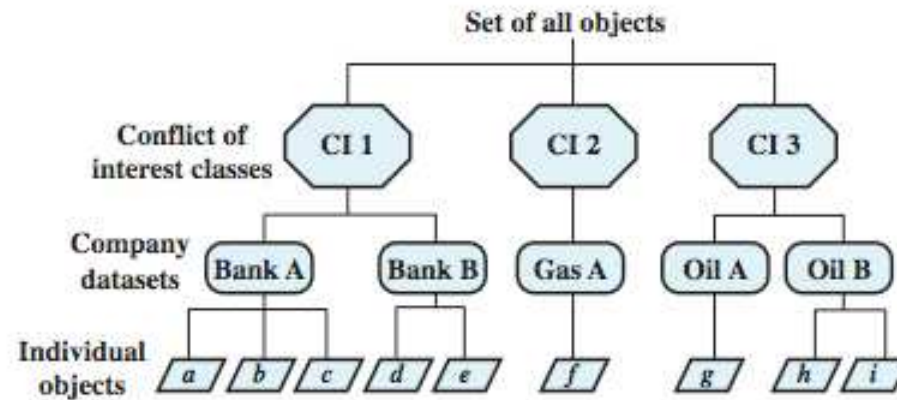 Set of all objects
Conflict of
interest classes
CI 1
CI 2
CI 3
Company
datasets
Bank A
Bank B
Gas A
Oil A
Oil B
Individual
objects
a
b
c
d
e
f
g
h
i